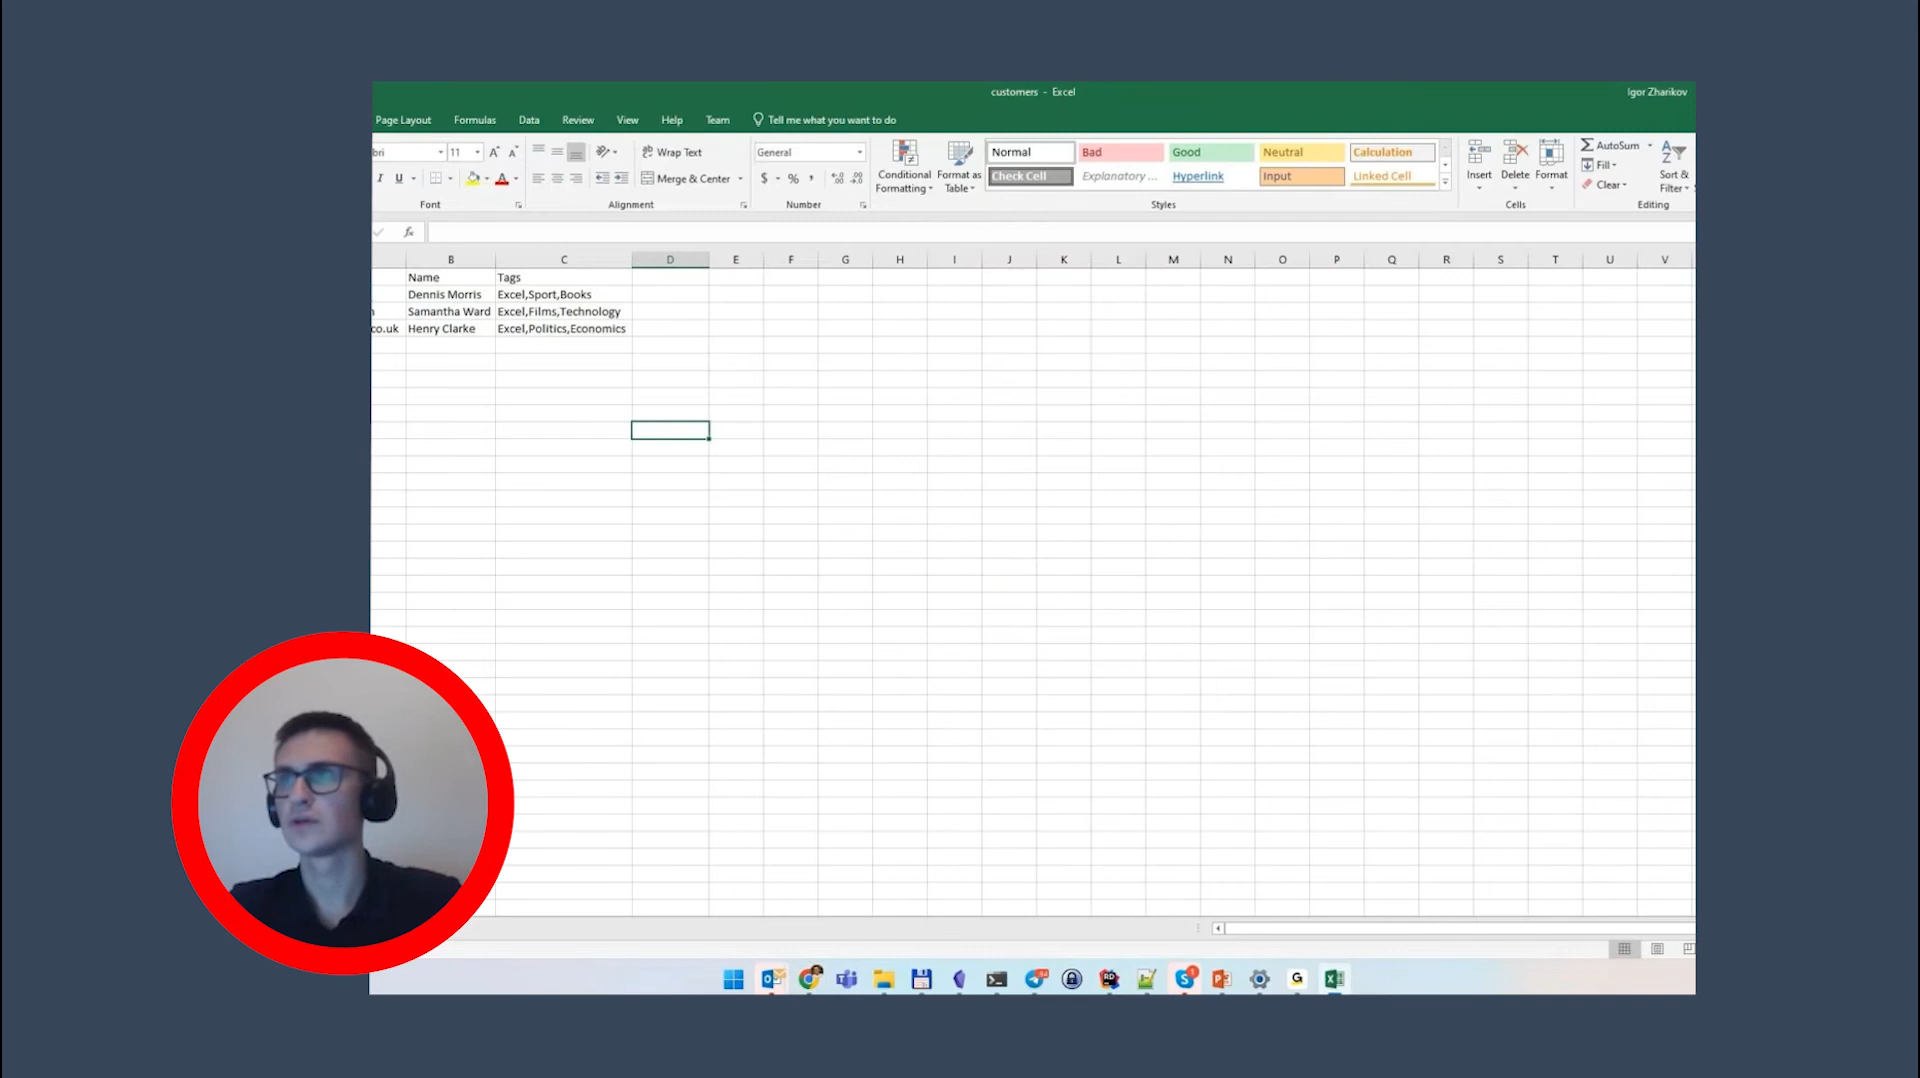 customers - Excel
Igor Zharikov
Page Layout Formulas Data Review View Help Team Tell me what you want to do
bri 11 Wrap Text General
Normal Bad Good Neutral Calculation
AutoSum
Merge & Center
Conditional Formatting
Format as Table
Check Cell Explanatory ... Hyperlink Input Linked Cell
Insert Delete Format
Fill
Clear
Sort & Filter
Font Alignment Number Styles Cells Editing
fx
B C D E F G H I J K L M N O P Q R S T U V
Name Tags
Dennis Morris Excel,Sport,Books
Samantha Ward Excel,Films,Technology
co.uk Henry Clarke Excel,Politics,Economics